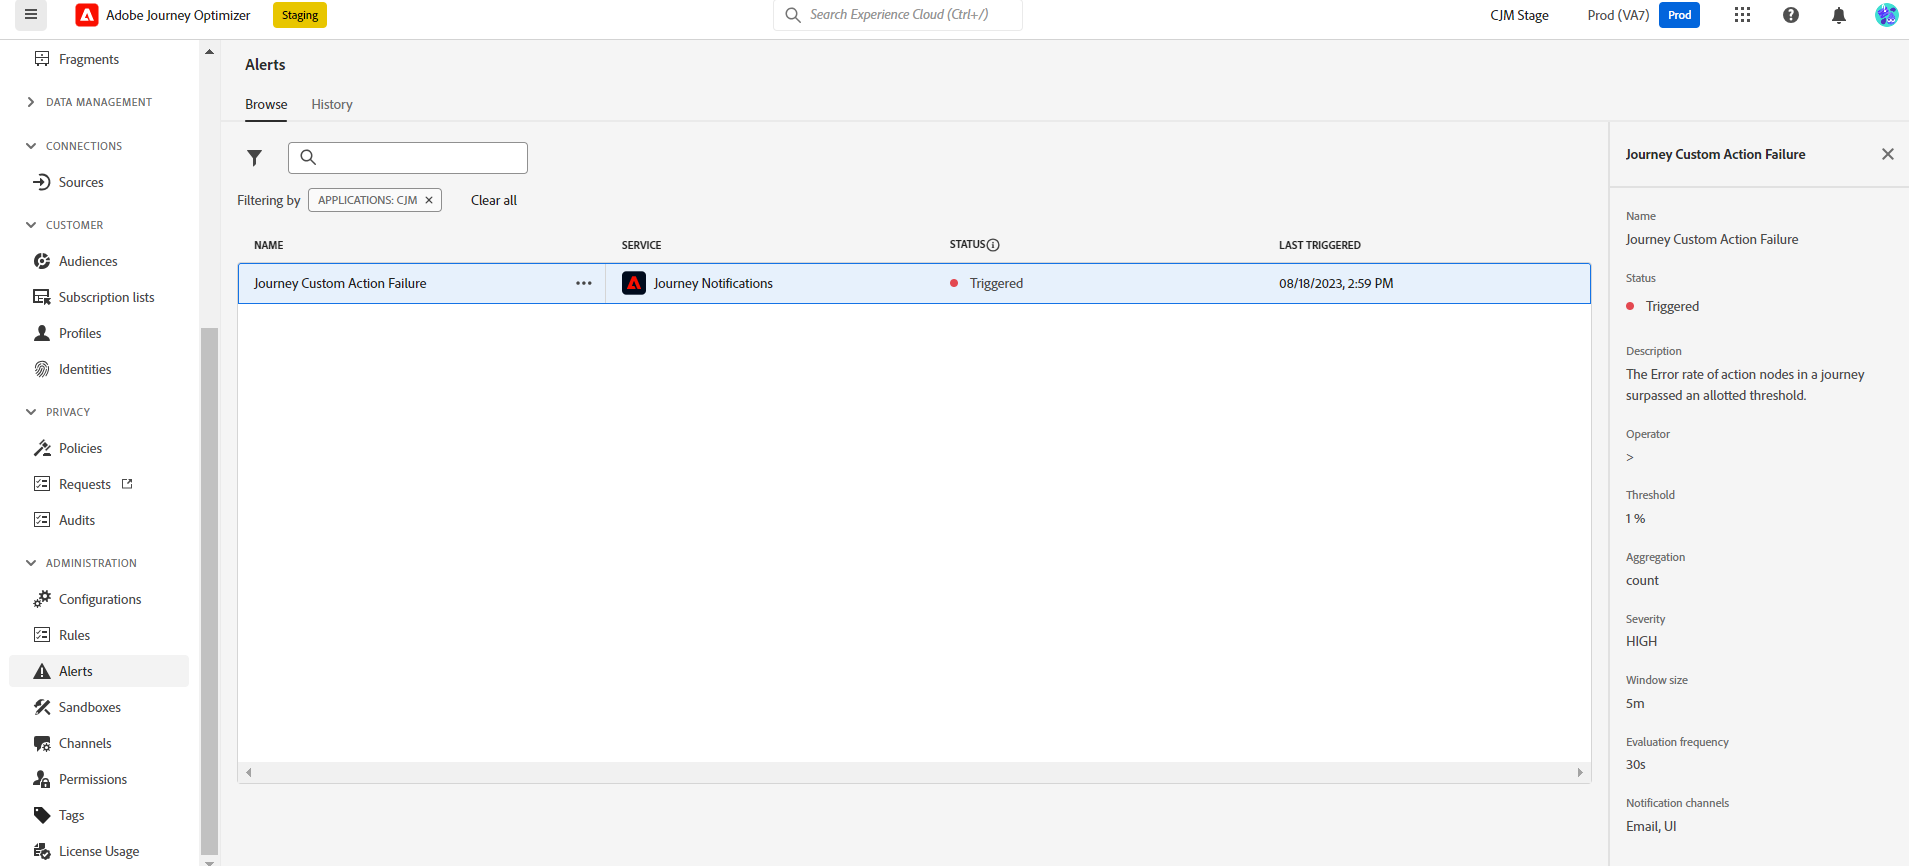 Adobe Journey Optimizer
Staging
Search Experience Cloud (Ctrl+/)
CJM Stage
Prod (VA7)
Prod
Fragments
DATA MANAGEMENT
CONNECTIONS
Sources
CUSTOMER
Audiences
Subscription lists
Profiles
Identities
PRIVACY
Policies
Requests
Audits
ADMINISTRATION
Configurations
Rules
Alerts
Sandboxes
Channels
Permissions
Tags
License Usage
Alerts
Browse
History
Filtering by
APPLICATIONS: CJM
Clear all
NAME
SERVICE
STATUS
LAST TRIGGERED
Journey Custom Action Failure
Journey Notifications
Triggered
08/18/2023, 2:59 PM
Journey Custom Action Failure
Name
Journey Custom Action Failure
Status
Triggered
Description
The Error rate of action nodes in a journey
surpassed an allotted threshold.
Operator
>
Threshold
1 %
Aggregation
count
Severity
HIGH
Window size
5m
Evaluation frequency
30s
Notification channels
Email, UI